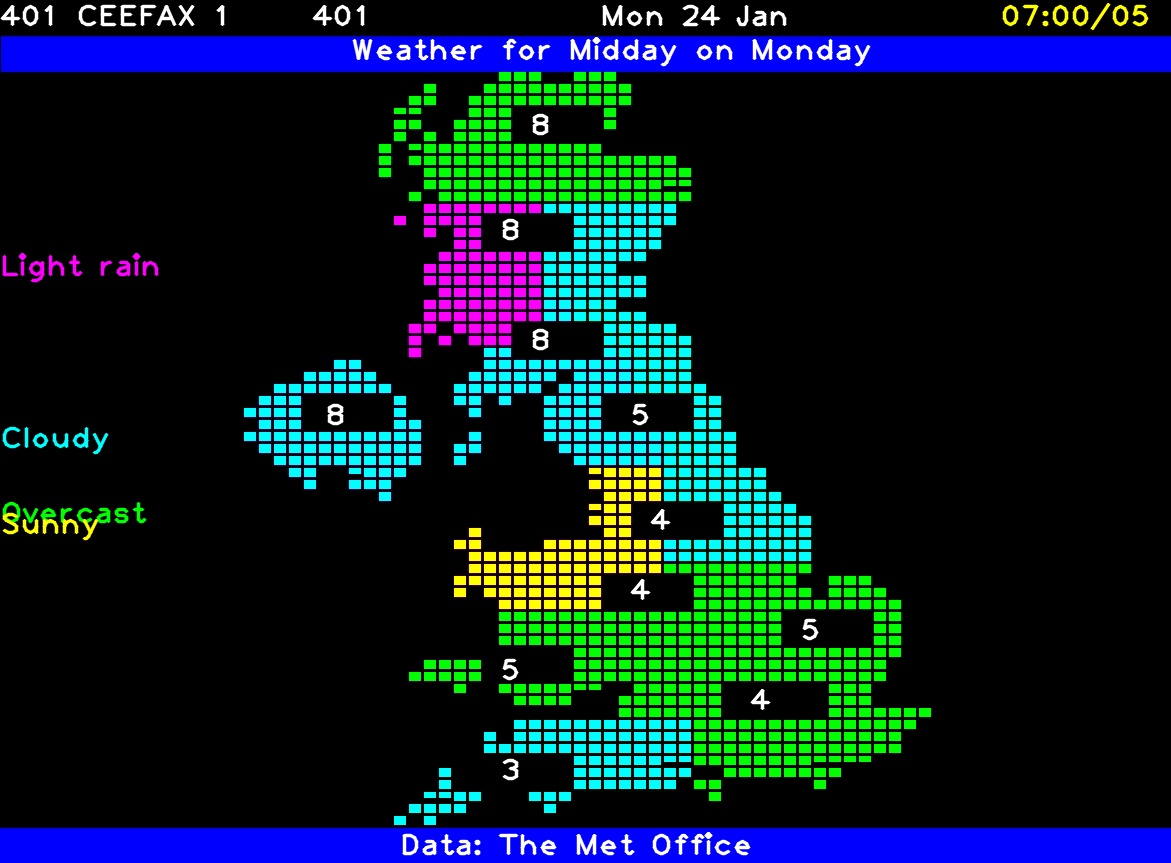 401 CEEFAX 1 401 Mon 24 Jan 07:00/05
Weather for Midday on Monday
8
8
Light rain
8
8 5
Cloudy
Overcast
Sunny
4
4
5
5
4
3
Data: The Met Office